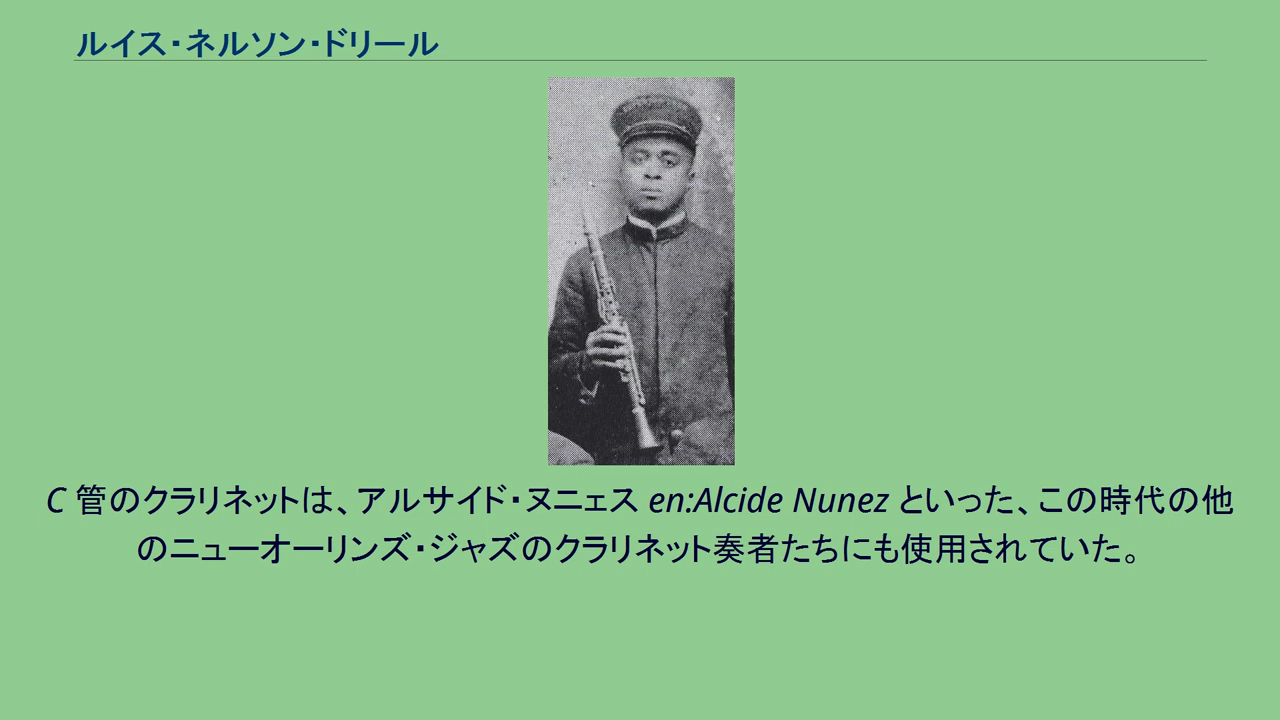 ルイス・ネルソン・ドリール
C 管のクラリネットは、アルサイド・ヌニェス en:Alcide Nunez といった、この時代の他
のニューオーリンズ・ジャズのクラリネット奏者たちにも使用されていた。